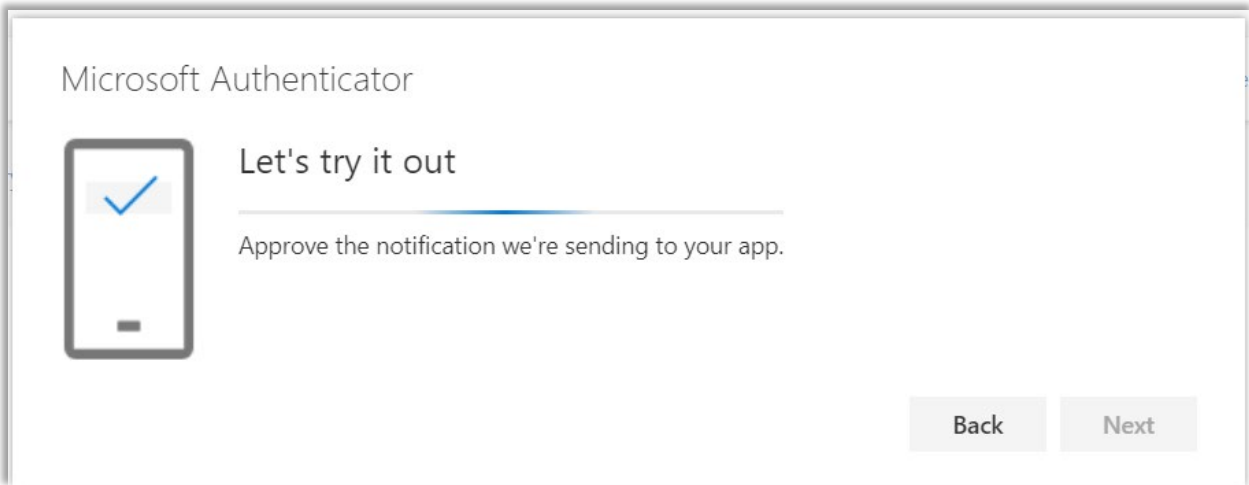 Microsoft Authenticator
Let's try it out
Approve the notification we're sending to your app.
Back
Next